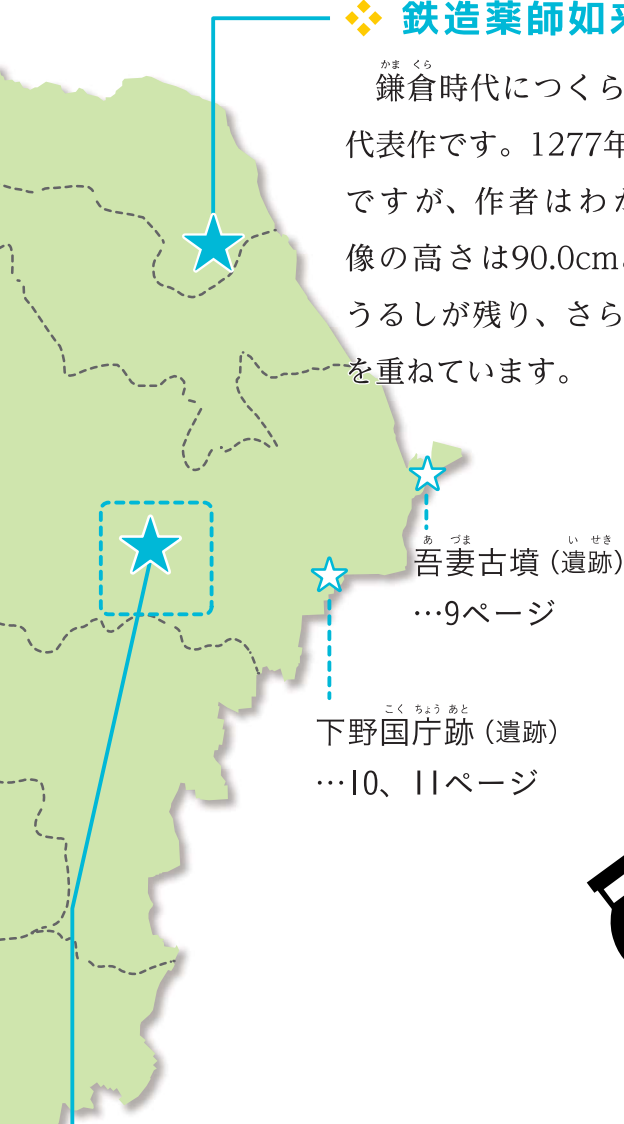 ❖ 鉄造薬師如
かま くら
鎌倉時代につくら
代表作です。1277年
ですが、作者はわ
像の高さは90.0cm
うるしが残り、さら
を重ねています。
あ づま い せき
吾妻古墳（遺跡）
…9ページ
こく ちょう あと
下野国庁跡（遺跡）
…10、11ページ